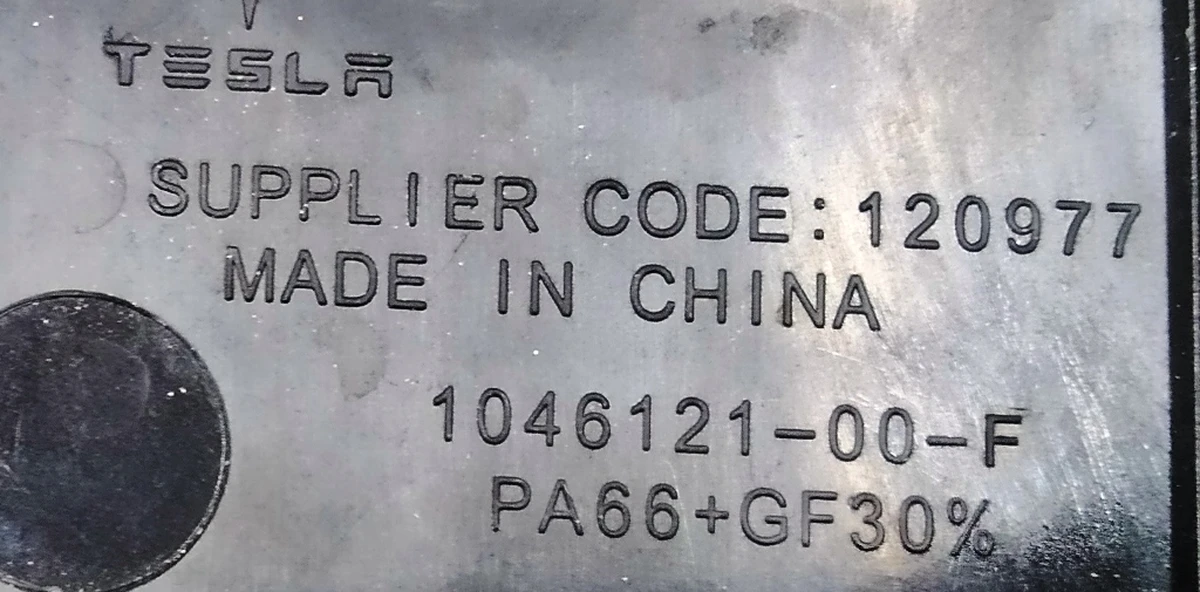 TESLA
SUPPLIER CODE:120977
MADE IN CHINA
1046121-00-F
PA66+GF30%